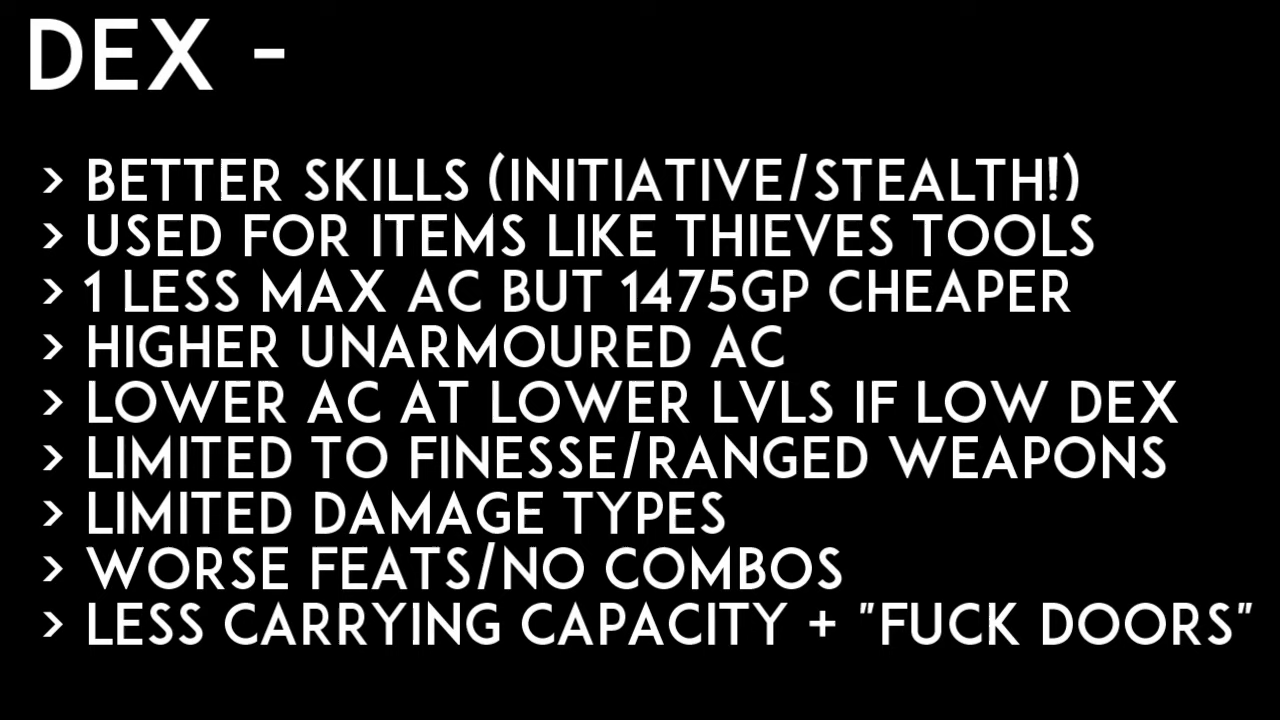 DEX -
> BETTER SKILLS (INITIATIVE/STEALTH!)
> USED FOR ITEMS LIKE THIEVES TOOLS
> 1 LESS MAX AC BUT 1475GP CHEAPER
> HIGHER UNARMOURED AC
> LOWER AC AT LOWER LVLS IF LOW DEX
> LIMITED TO FINESSE/RANGED WEAPONS
> LIMITED DAMAGE TYPES
> WORSE FEATS/NO COMBOS
> LESS CARRYING CAPACITY + "FUCK DOORS"